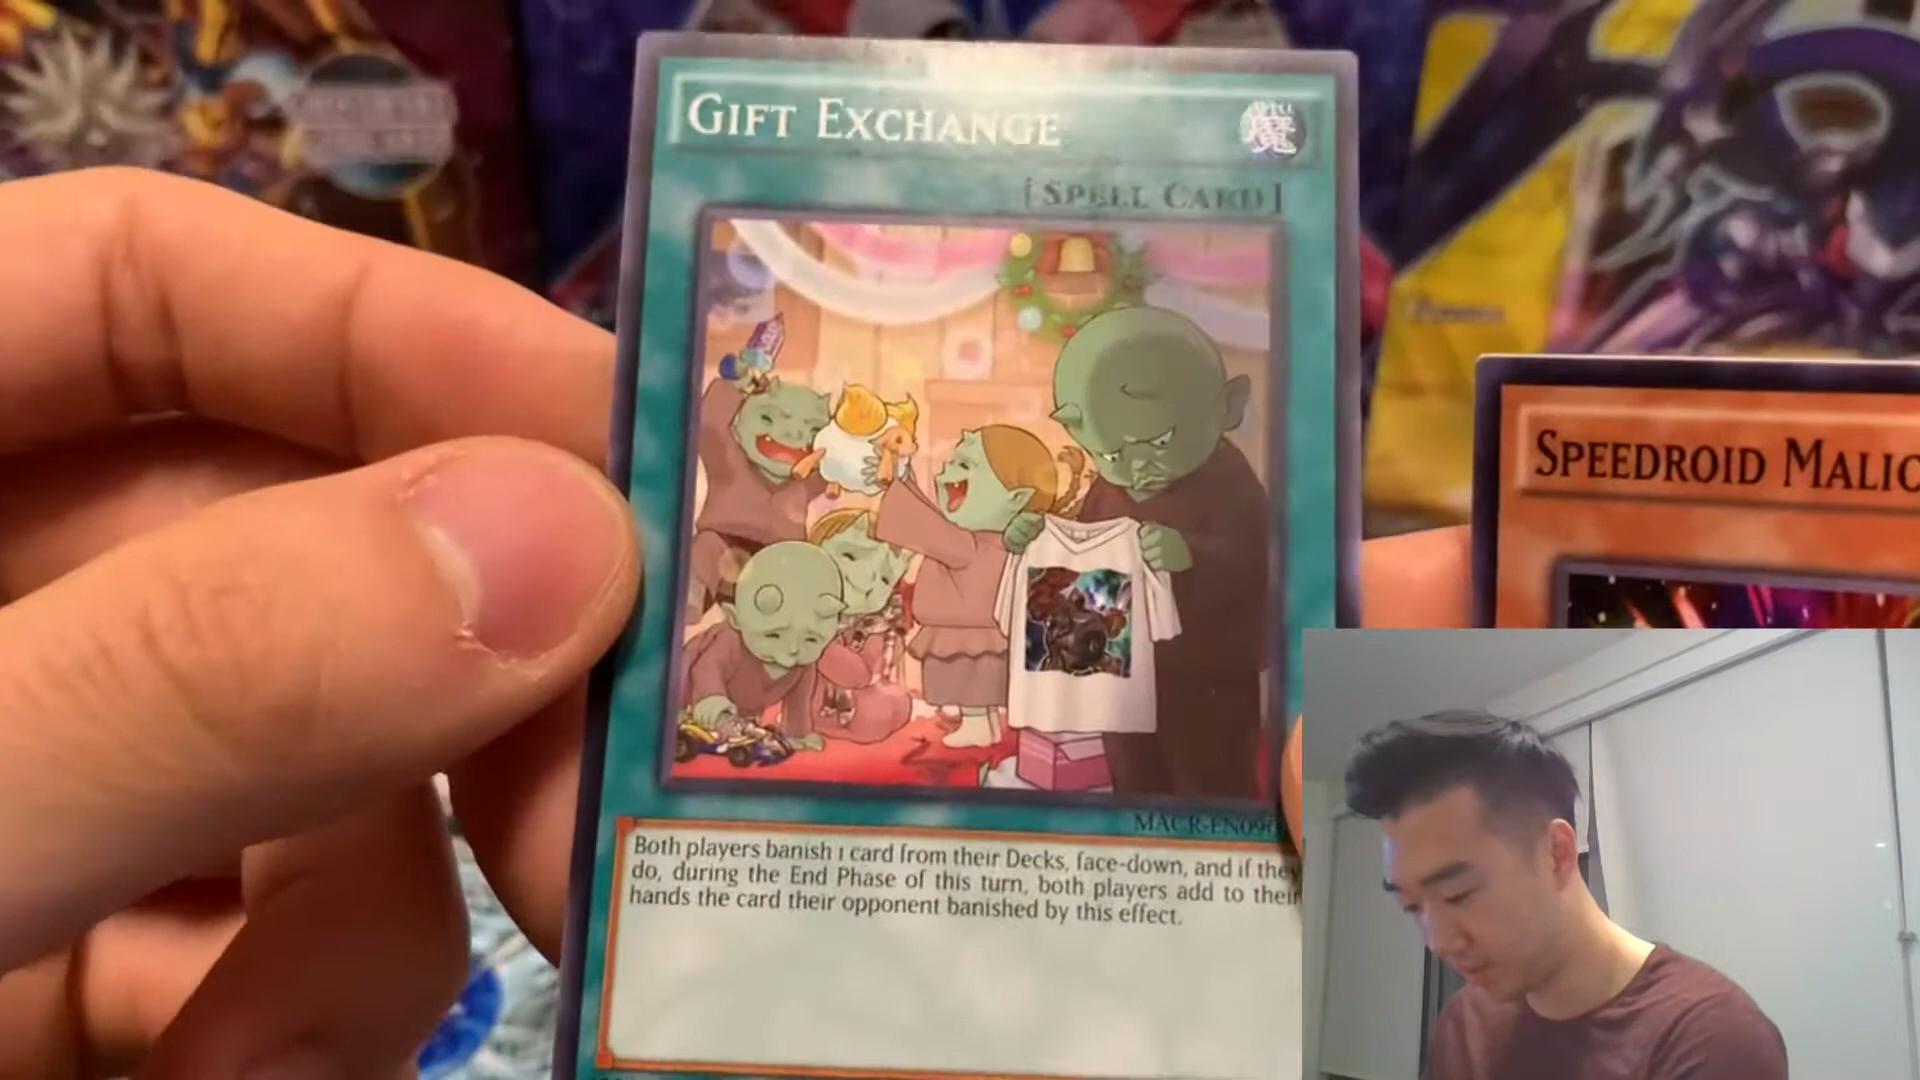 GIFT EXCHANGE
魔
[SPELL CARD]
SPEEDROID MALIC
MACR-EN09
Both players banish 1 card from their Decks, face-down, and if they
do, during the End Phase of this turn, both players add to their
hands the card their opponent banished by this effect.